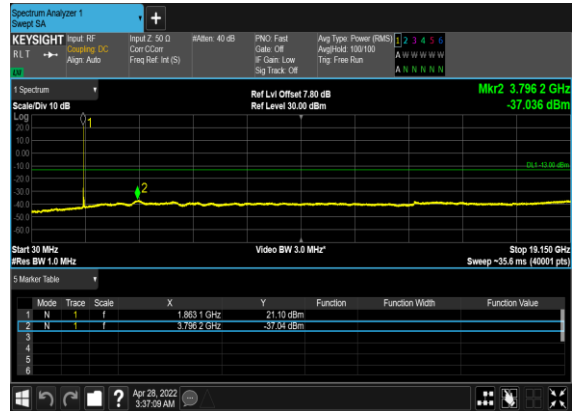 Spectrum Analyzer 1
Swept SA
+
KEYSIGHT Input: RF Input Z: 50 Ω #Atten: 40 dB PNO: Fast Avg Type: Power (RMS) 1 2 3 4 5 6
RLT Coupling: DC Corr CCorr Gate: Off Avg|Hold: 100/100 A W W W W W
Align: Auto Freq Ref: Int (S) IF Gain: Low Trig: Free Run
Sig Track: Off A N N N N N
1 Spectrum Ref Lvl Offset 7.80 dB Mkr2 3.796 2 GHz
Scale/Div 10 dB Ref Level 30.00 dBm -37.036 dBm
Log
20.0
1
10.0
0.00
-10.0
DL1 -13.00 dBm
-20.0
-30.0
2
-40.0
-50.0
-60.0
Start 30 MHz Video BW 3.0 MHz* Stop 19.150 GHz
#Res BW 1.0 MHz Sweep ~35.6 ms (40001 pts)
5 Marker Table
Mode Trace Scale X Y Function Function Width Function Value
1 N 1 f 1.863 1 GHz 21.10 dBm
2 N 1 f 3.796 2 GHz -37.04 dBm
3
4
5
6
? Apr 28, 2022
3:37:09 AM